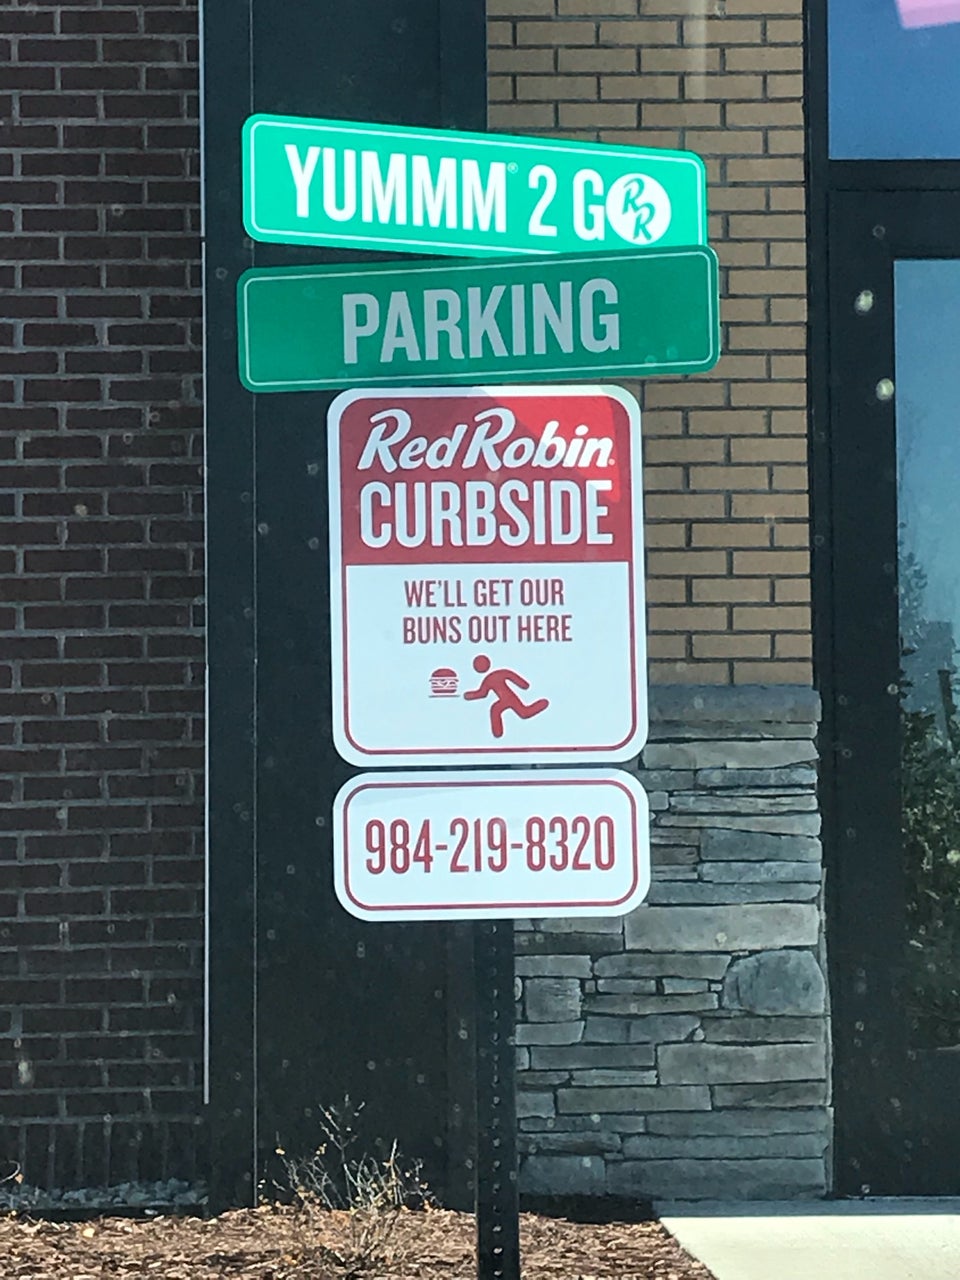 YUMMM® 2 GO
RR
PARKING
Red Robin
CURBSIDE
WE'LL GET OUR
BUNS OUT HERE
984-219-8320